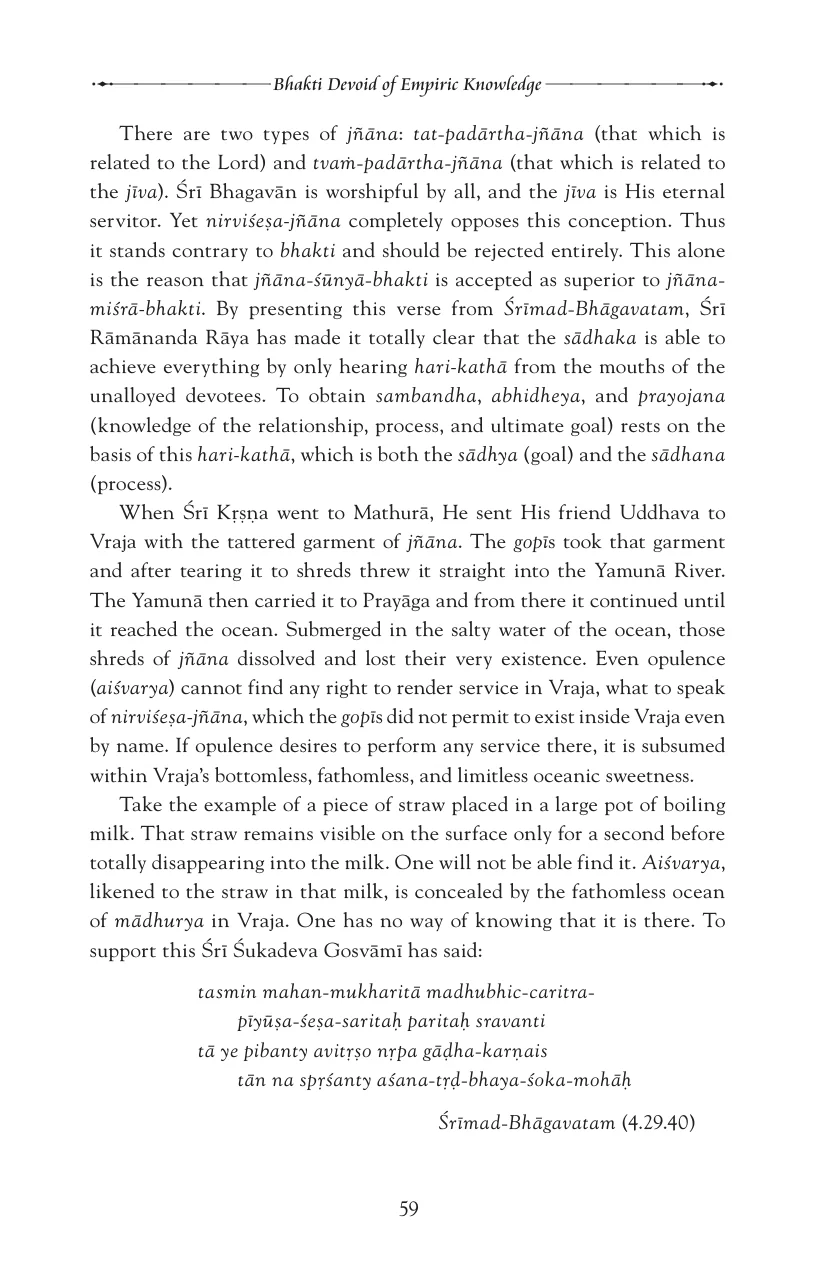 Bhakti Devoid of Empiric Knowledge
There are two types of jñāna: tat-padārtha-jñāna (that which is
related to the Lord) and tvaṁ-padārtha-jñāna (that which is related to
the jīva). Śrī Bhagavān is worshipful by all, and the jīva is His eternal
servitor. Yet nirviśeṣa-jñāna completely opposes this conception. Thus
it stands contrary to bhakti and should be rejected entirely. This alone
is the reason that jñāna-śūnyā-bhakti is accepted as superior to jñāna-
miśrā-bhakti. By presenting this verse from Śrīmad-Bhāgavatam, Śrī
Rāmānanda Rāya has made it totally clear that the sādhaka is able to
achieve everything by only hearing hari-kathā from the mouths of the
unalloyed devotees. To obtain sambandha, abhidheya, and prayojana
(knowledge of the relationship, process, and ultimate goal) rests on the
basis of this hari-kathā, which is both the sādhya (goal) and the sādhana
(process).
When Śrī Kṛṣṇa went to Mathurā, He sent His friend Uddhava to
Vraja with the tattered garment of jñāna. The gopīs took that garment
and after tearing it to shreds threw it straight into the Yamunā River.
The Yamunā then carried it to Prayāga and from there it continued until
it reached the ocean. Submerged in the salty water of the ocean, those
shreds of jñāna dissolved and lost their very existence. Even opulence
(aiśvarya) cannot find any right to render service in Vraja, what to speak
of nirviśeṣa-jñāna, which the gopīs did not permit to exist inside Vraja even
by name. If opulence desires to perform any service there, it is subsumed
within Vraja's bottomless, fathomless, and limitless oceanic sweetness.
Take the example of a piece of straw placed in a large pot of boiling
milk. That straw remains visible on the surface only for a second before
totally disappearing into the milk. One will not be able find it. Aiśvarya,
likened to the straw in that milk, is concealed by the fathomless ocean
of mādhurya in Vraja. One has no way of knowing that it is there. To
support this Śrī Śukadeva Gosvāmī has said:
tasmin mahan-mukharitā madhubhic-caritra-
pīyūṣa-śeṣa-saritaḥ paritaḥ sravanti
tā ye pibanty avitṛṣo nṛpa gāḍha-karṇais
tān na spṛśanty aśana-tṛḍ-bhaya-śoka-mohāḥ
Śrīmad-Bhāgavatam (4.29.40)
59